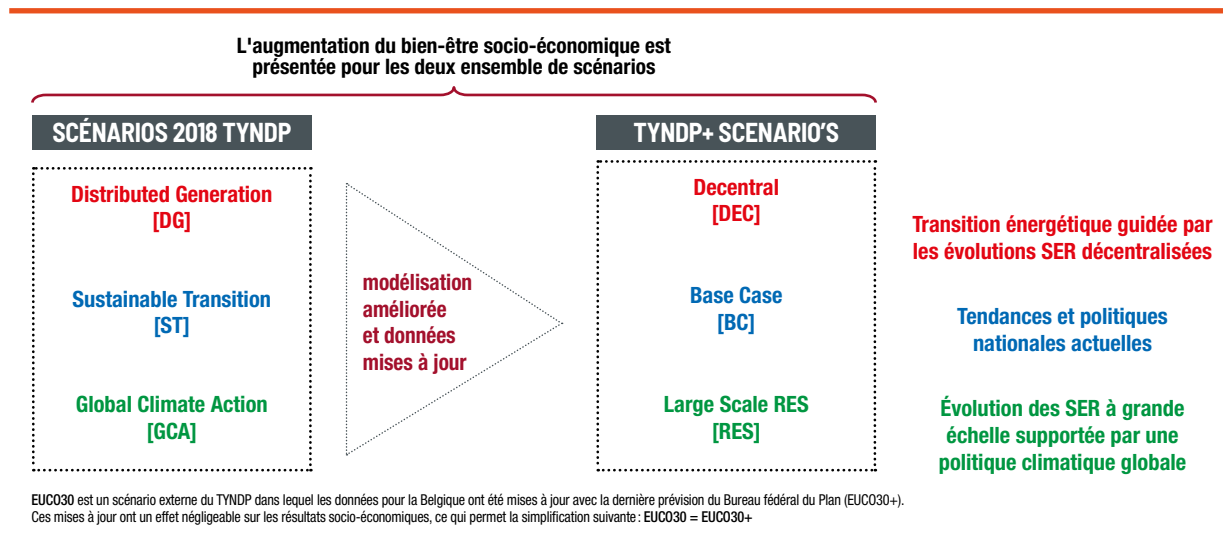 L'augmentation du bien-être socio-économique est
présentée pour les deux ensemble de scénarios
SCÉNARIOS 2018 TYNDP
TYNDP+ SCENARIO'S
Distributed Generation
[DG]
Sustainable Transition
[ST]
Global Climate Action
[GCA]
modélisation
améliorée
et données
mises à jour
Decentral
[DEC]
Base Case
[BC]
Large Scale RES
[RES]
Transition énergétique guidée par
les évolutions SER décentralisées
Tendances et politiques
nationales actuelles
Évolution des SER à grande
échelle supportée par une
politique climatique globale
EUCO30 est un scénario externe du TYNDP dans lequel les données pour la Belgique ont été mises à jour avec la dernière prévision du Bureau fédéral du Plan (EUCO30+).
Ces mises à jour ont un effet négligeable sur les résultats socio-économiques, ce qui permet la simplification suivante : EUCO30 = EUCO30+